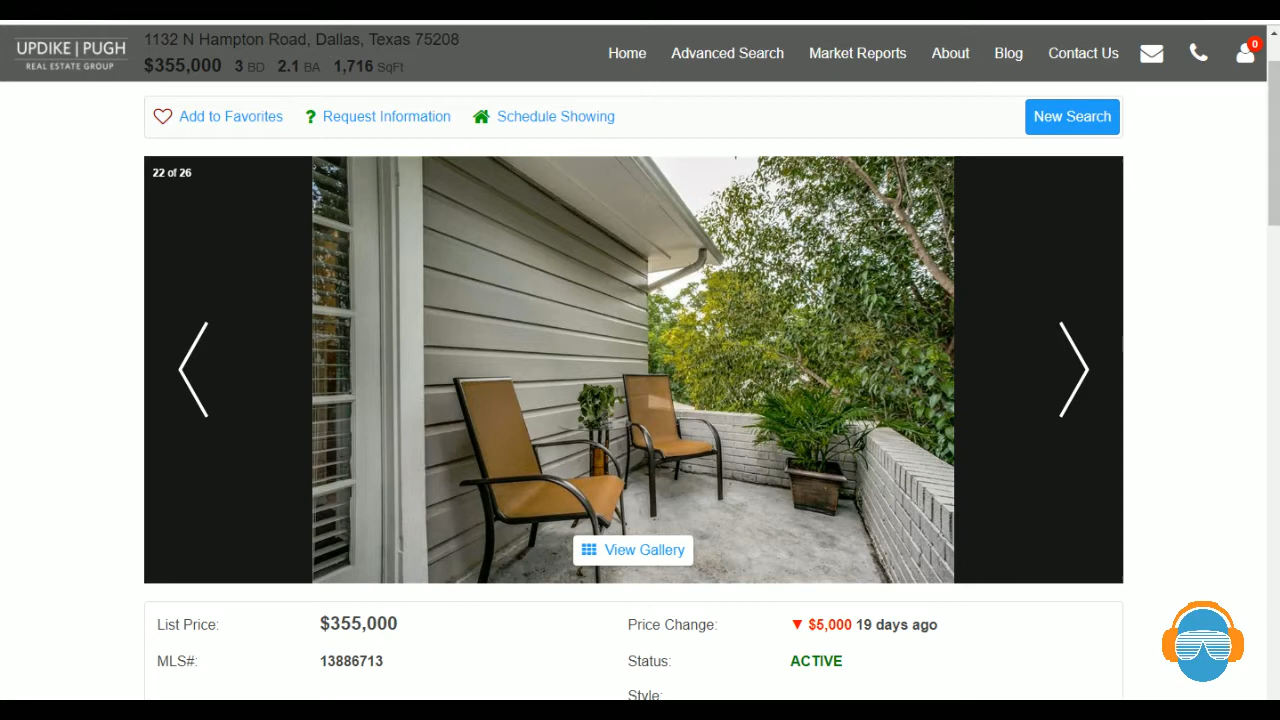 UPDIKE | PUGH
REAL ESTATE GROUP
1132 N Hampton Road, Dallas, Texas 75208
$355,000 3 BD 2.1 BA 1,716 SqFt
Home Advanced Search Market Reports About Blog Contact Us 0
Add to Favorites ? Request Information Schedule Showing New Search
22 of 26
View Gallery
List Price: $355,000 Price Change: ▼ $5,000 19 days ago
MLS#: 13886713 Status: ACTIVE
Style: